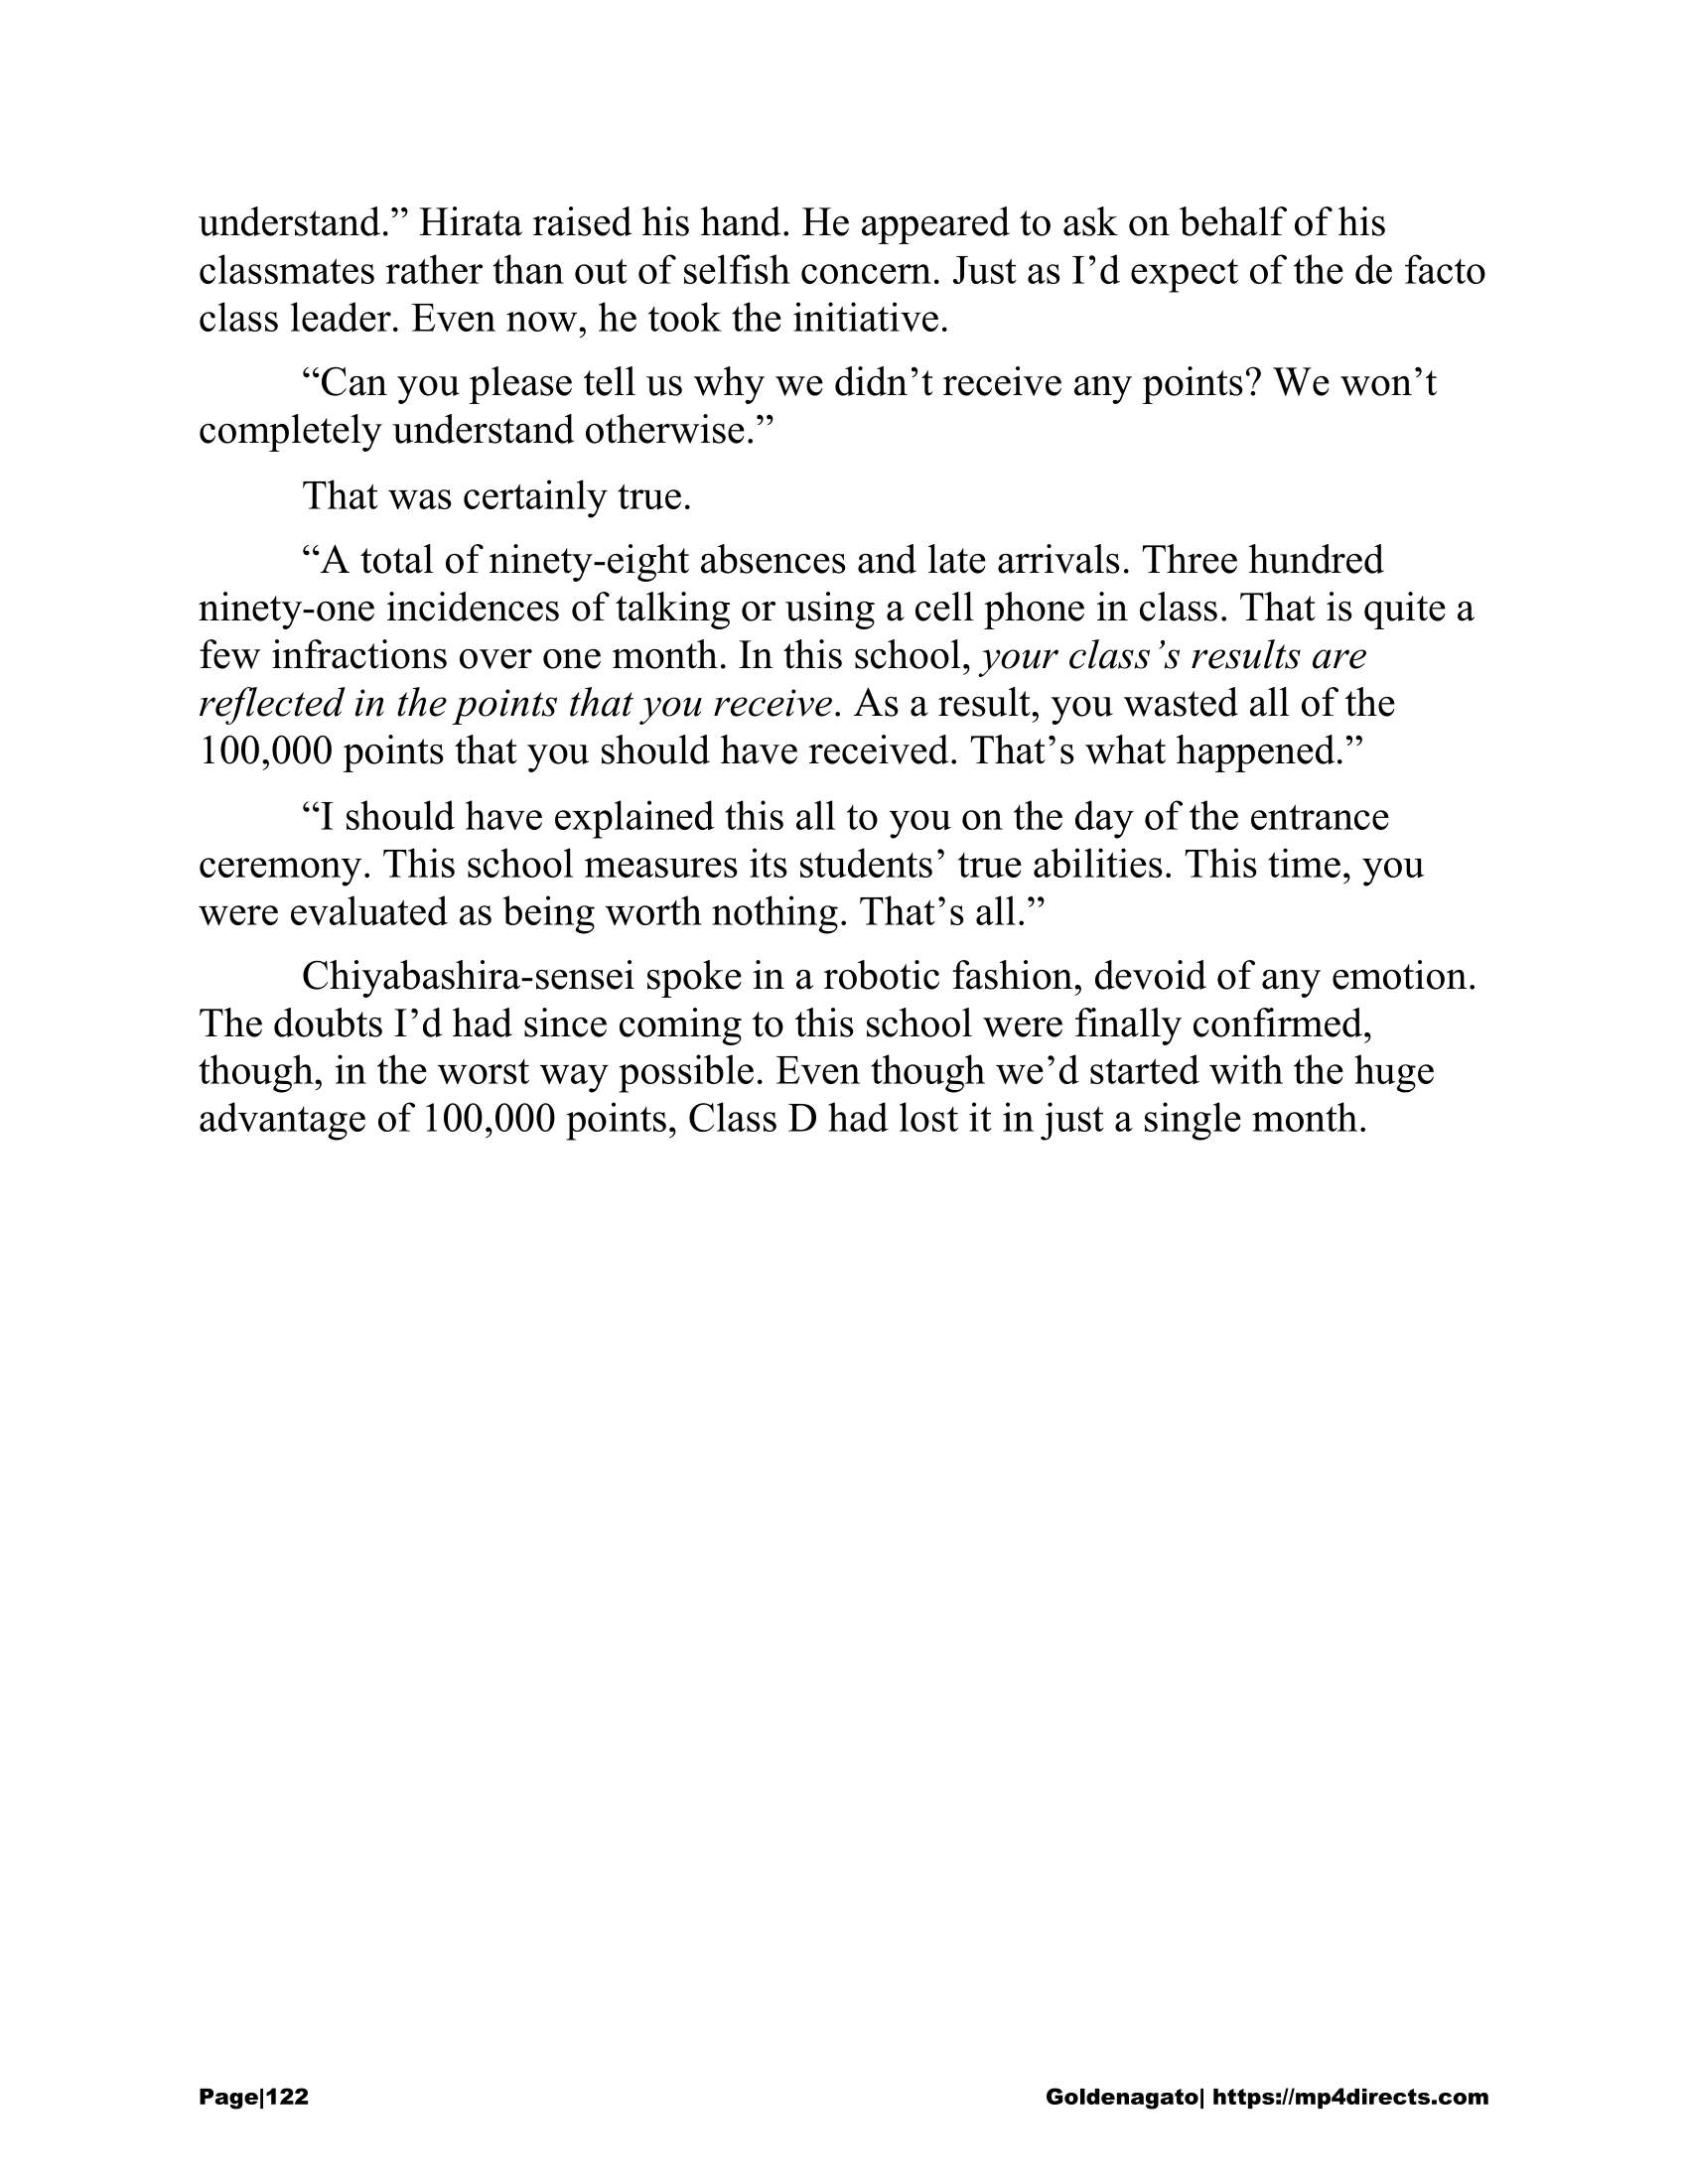 understand.” Hirata raised his hand. He appeared to ask on behalf of his
classmates rather than out of selfish concern. Just as I’d expect of the de facto
class leader. Even now, he took the initiative.
“Can you please tell us why we didn’t receive any points? We won’t
completely understand otherwise.”
That was certainly true.
“A total of ninety-eight absences and late arrivals. Three hundred
ninety-one incidences of talking or using a cell phone in class. That is quite a
few infractions over one month. In this school, your class’s results are
reflected in the points that you receive. As a result, you wasted all of the
100,000 points that you should have received. That’s what happened.”
“I should have explained this all to you on the day of the entrance
ceremony. This school measures its students’ true abilities. This time, you
were evaluated as being worth nothing. That’s all.”
Chiyabashira-sensei spoke in a robotic fashion, devoid of any emotion.
The doubts I’d had since coming to this school were finally confirmed,
though, in the worst way possible. Even though we’d started with the huge
advantage of 100,000 points, Class D had lost it in just a single month.
Page|122 Goldenagato| https://mp4directs.com